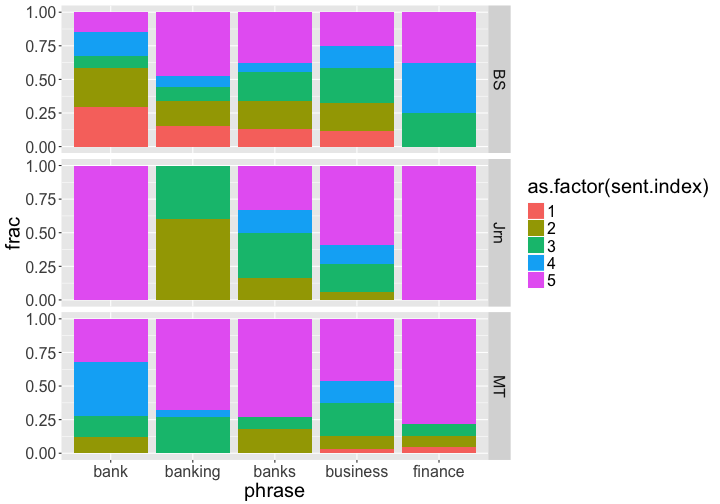 1.00
0.75
0.50
0.25
0.00
BS
1.00
0.75
0.50
0.25
0.00
Jrn
1.00
0.75
0.50
0.25
0.00
MT
frac
bank banking banks business finance
phrase
as.factor(sent.index)
1
2
3
4
5